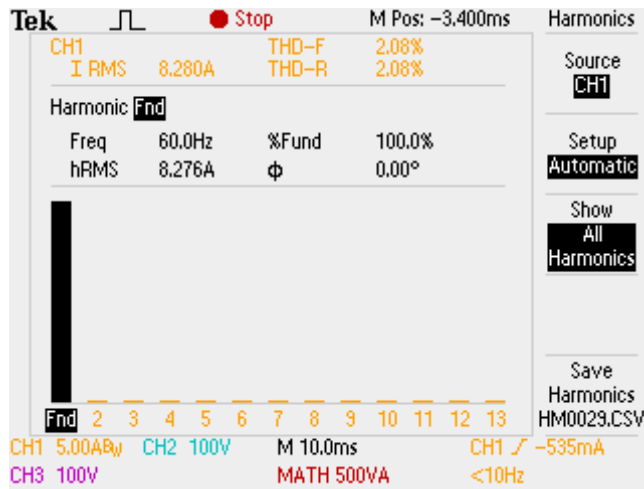 Tek Stop M Pos: -3.400ms Harmonics
CH1 THD-F 2.08%
I RMS 8.280A THD-R 2.08%
Source
CH1
Harmonic Fnd
Freq 60.0Hz %Fund 100.0%
hRMS 8.276A ϕ 0.00°
Setup
Automatic
Show
All
Harmonics
Save
Harmonics
HM0029.CSV
Fnd 2 3 4 5 6 7 8 9 10 11 12 13
CH1 5.00ABW CH2 100V M 10.0ms CH1 -535mA
CH3 100V MATH 500VA <10Hz